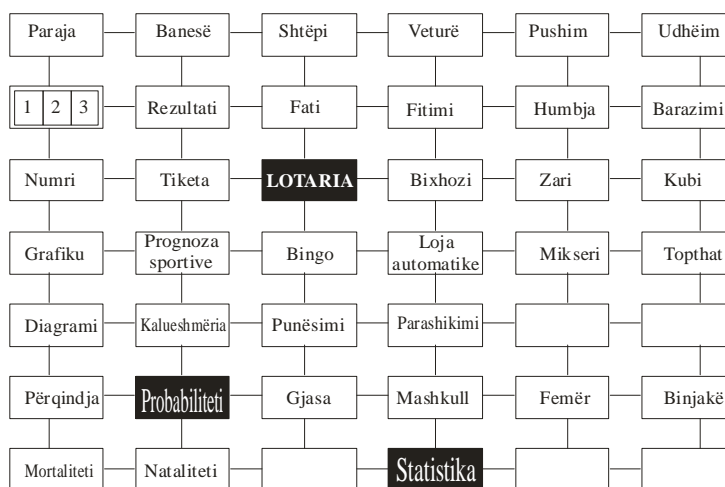 Paraja Banesë Shtëpi Veturë Pushim Udhëim
1 2 3 Rezultati Fati Fitimi Humbja Barazimi
Numri Tiketa LOTARIA Bixhozi Zari Kubi
Grafiku Prognoza sportive Bingo Loja automatike Mikseri Topthat
Diagrami Kalueshmëria Punësimi Parashikimi
Përqindja Probabiliteti Gjasa Mashkull Femër Binjakë
Mortaliteti Nataliteti Statistika